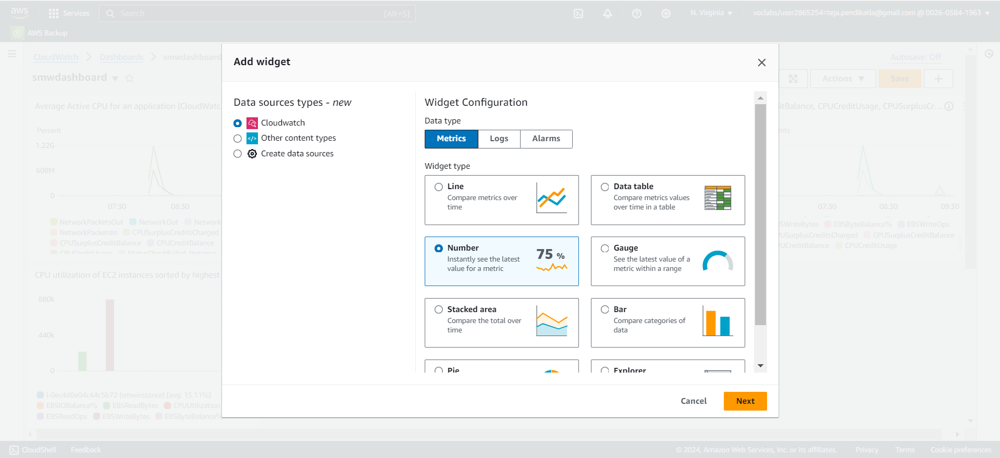 aws
Services
Search
[Alt+S]
N. Virginia
voclabs/user2865254=teja.pendikatla@gmail.com @ 0026-0584-1963
AWS Backup
CloudWatch
Dashboards
smwdashboard
Autosave: Off
smwdashboard
Actions
Save
Average Active CPU for an application (CloudWatc
itBalance, CPUCreditUsage, CPUSurplusCr...
Percent
1.22G
608M
0
07:30
08:30
nits
07:30
08:30
09:30
NetworkPacketsOut
NetworkOut
Network
NetworkPacketsIn
CPUSurplusCreditsCharged
CPUSurplusCreditBalance
CPUCreditBalance
CPUCreditUsage
StatusCheckFailed_Instance
SWriteBytes
EBSByteBalance%
EBSWriteOps
PUSurplusCreditsCharged
CPUSurplusCreditBalance
PUCreditBalance
CPUCreditUsage
CPU utilization of EC2 instances sorted by highest
880k
440k
0
i-0ec4d0e04c44c5b72 (smwinstance) [avg: 15.11%]
EBSIOBalance%
EBSReadBytes
CPUUtilization
EBSReadOps
EBSWriteBytes
EBSByteBalance%
Add widget
Data sources types - new
Cloudwatch
Other content types
Create data sources
Widget Configuration
Data type
Metrics
Logs
Alarms
Widget type
Line
Compare metrics over
time
Data table
Compare metrics values
over time in a table
Number
Instantly see the latest
value for a metric
75 %
Gauge
See the latest value of a
metric within a range
Stacked area
Compare the total over
time
Bar
Compare categories of
data
Pie
Explorer
Cancel
Next
CloudShell
Feedback
© 2024, Amazon Web Services, Inc. or its affiliates.
Privacy
Terms
Cookie preferences